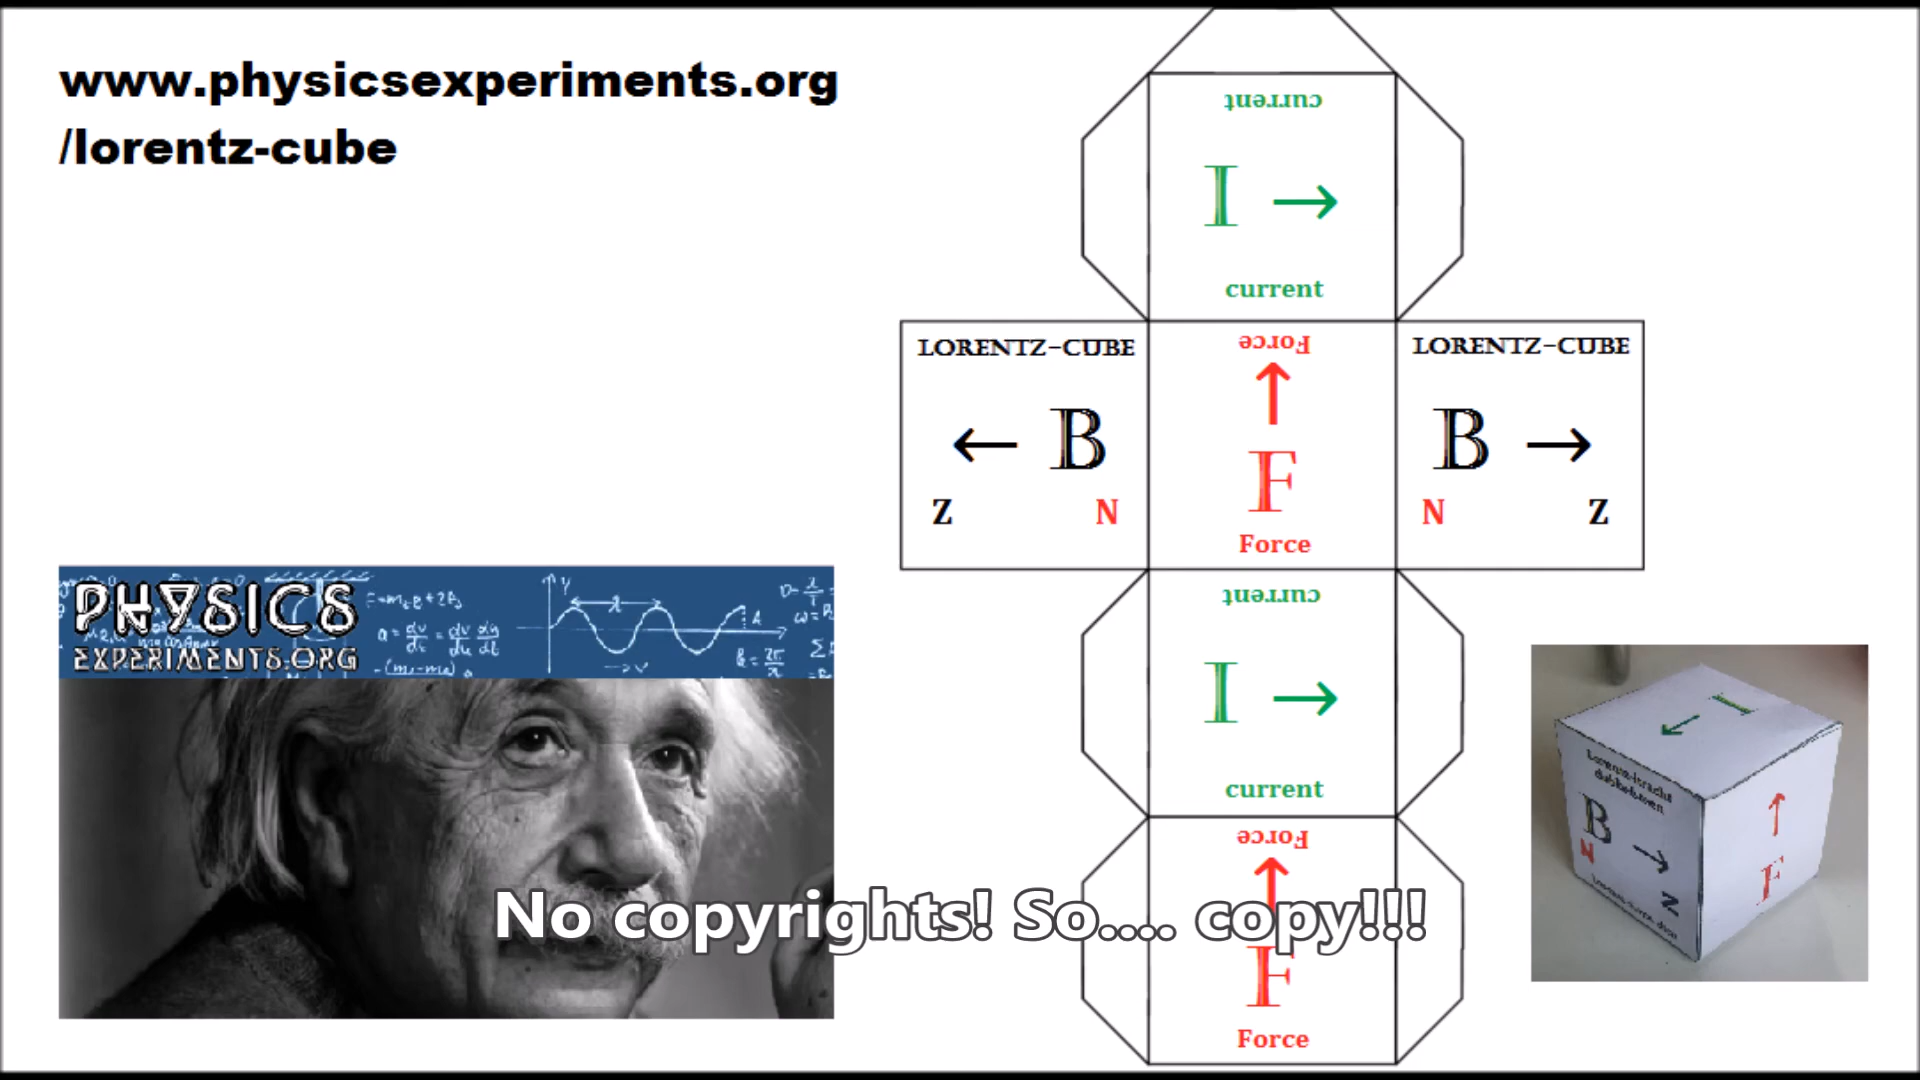 www.physicsexperiments.org
/lorentz-cube
current
I →
current
LORENTZ-CUBE
← B
Z N
Force
↑
F
Force
LORENTZ-CUBE
B →
N Z
current
I →
current
Force
↑
F
Force
PHYSICS
EXPERIMENTS.ORG
I
←
B
N
→
Z
↑
F
No copyrights! So.... copy!!!